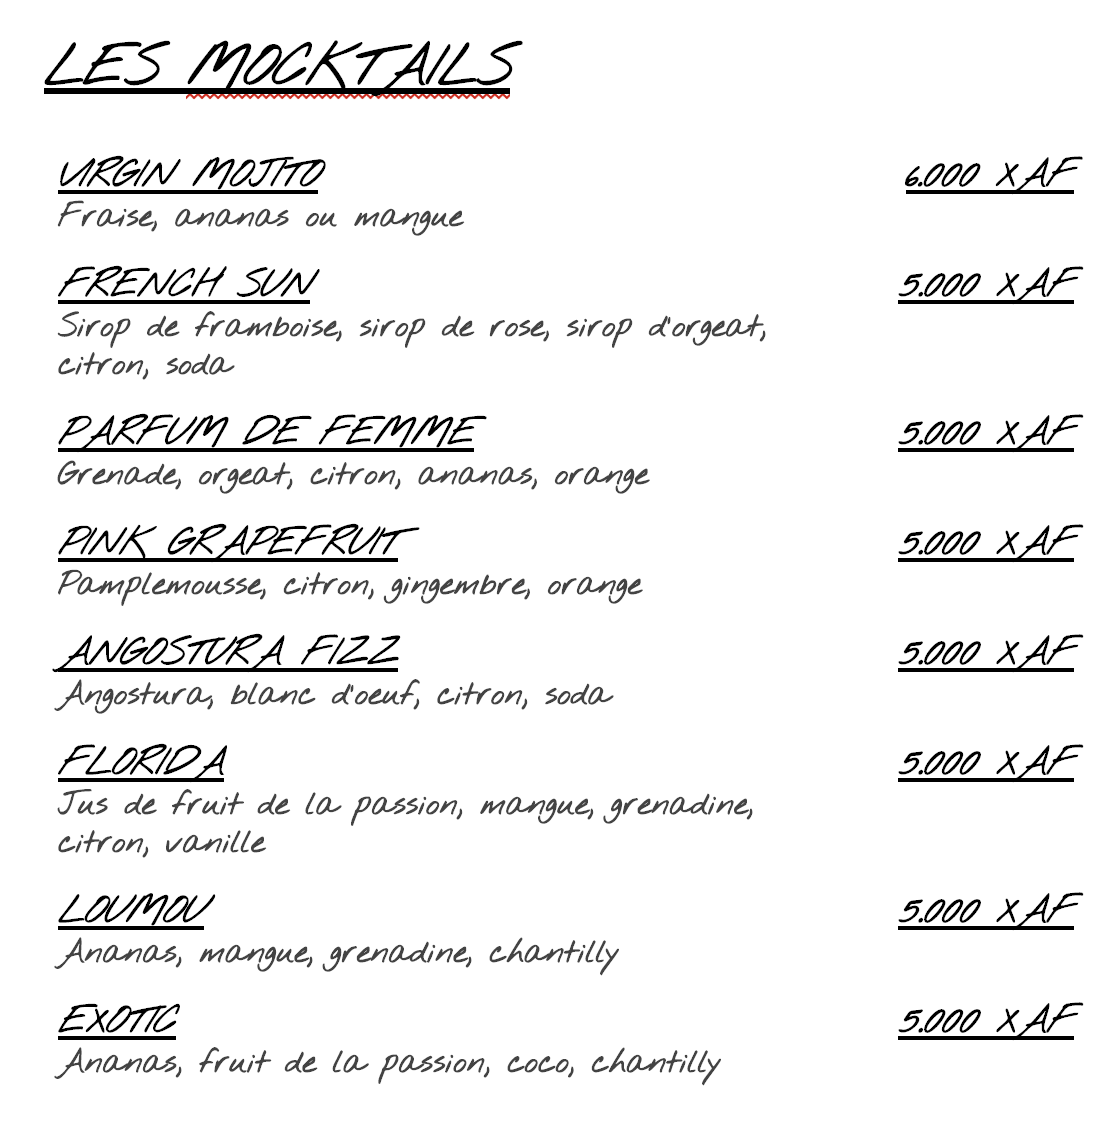 LES MOCKTAILS
VIRGIN MOJITO 6.000 XAF
Fraise, ananas ou mangue
FRENCH SUN 5.000 XAF
Sirop de framboise, sirop de rose, sirop d'orgeat,
citron, soda
PARFUM DE FEMME 5.000 XAF
Grenade, orgeat, citron, ananas, orange
PINK GRAPEFRUIT 5.000 XAF
Pamplemousse, citron, gingembre, orange
ANGOSTURA FIZZ 5.000 XAF
Angostura, blanc d'oeuf, citron, soda
FLORIDA 5.000 XAF
Jus de fruit de la passion, mangue, grenadine,
citron, vanille
LOUMOU 5.000 XAF
Ananas, mangue, grenadine, chantilly
EXOTIC 5.000 XAF
Ananas, fruit de la passion, coco, chantilly